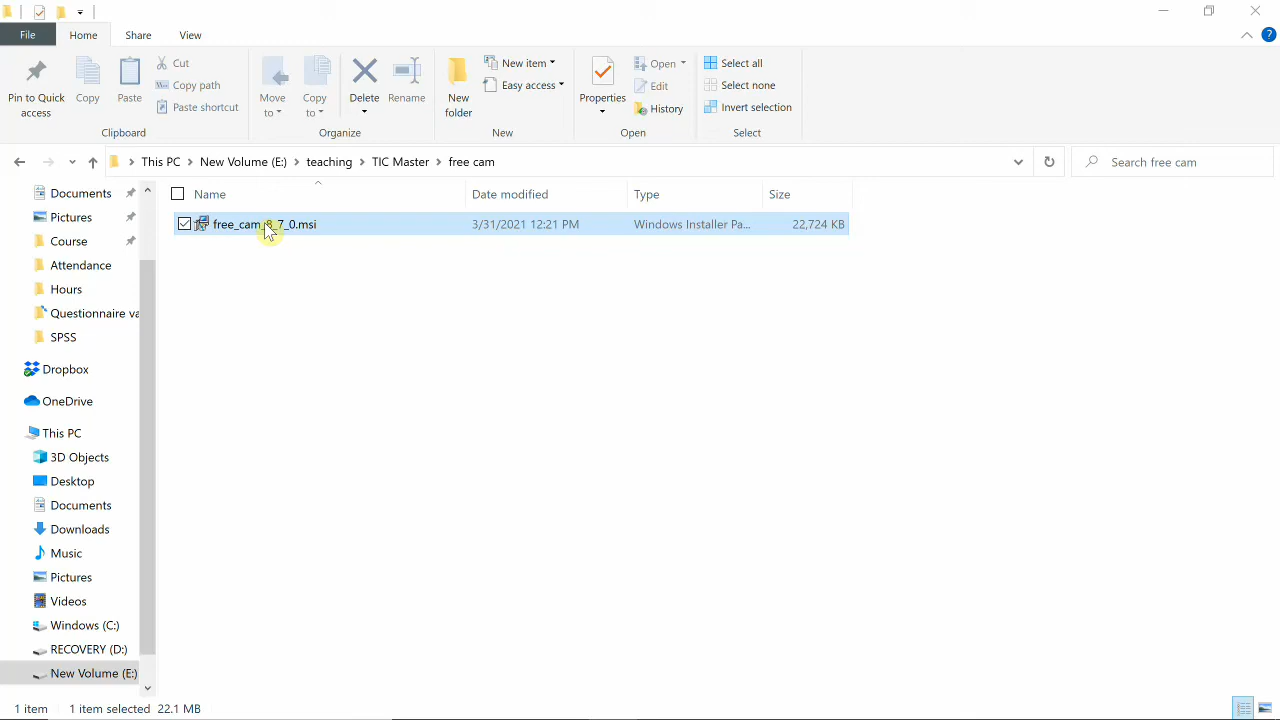 File Home Share View ?
Pin to Quick access
Copy
Paste
Cut
Copy path
Paste shortcut
Clipboard
Move to
Copy to
Delete
Rename
Organize
New folder
New item
Easy access
New
Properties
Open
Edit
History
Open
Select all
Select none
Invert selection
Select
This PC New Volume (E:) teaching TIC Master free cam
Search free cam
Name Date modified Type Size
free_cam_8_7_0.msi 3/31/2021 12:21 PM Windows Installer Pa... 22,724 KB
Documents
Pictures
Course
Attendance
Hours
Questionnaire va
SPSS
Dropbox
OneDrive
This PC
3D Objects
Desktop
Documents
Downloads
Music
Pictures
Videos
Windows (C:)
RECOVERY (D:)
New Volume (E:)
1 item 1 item selected 22.1 MB